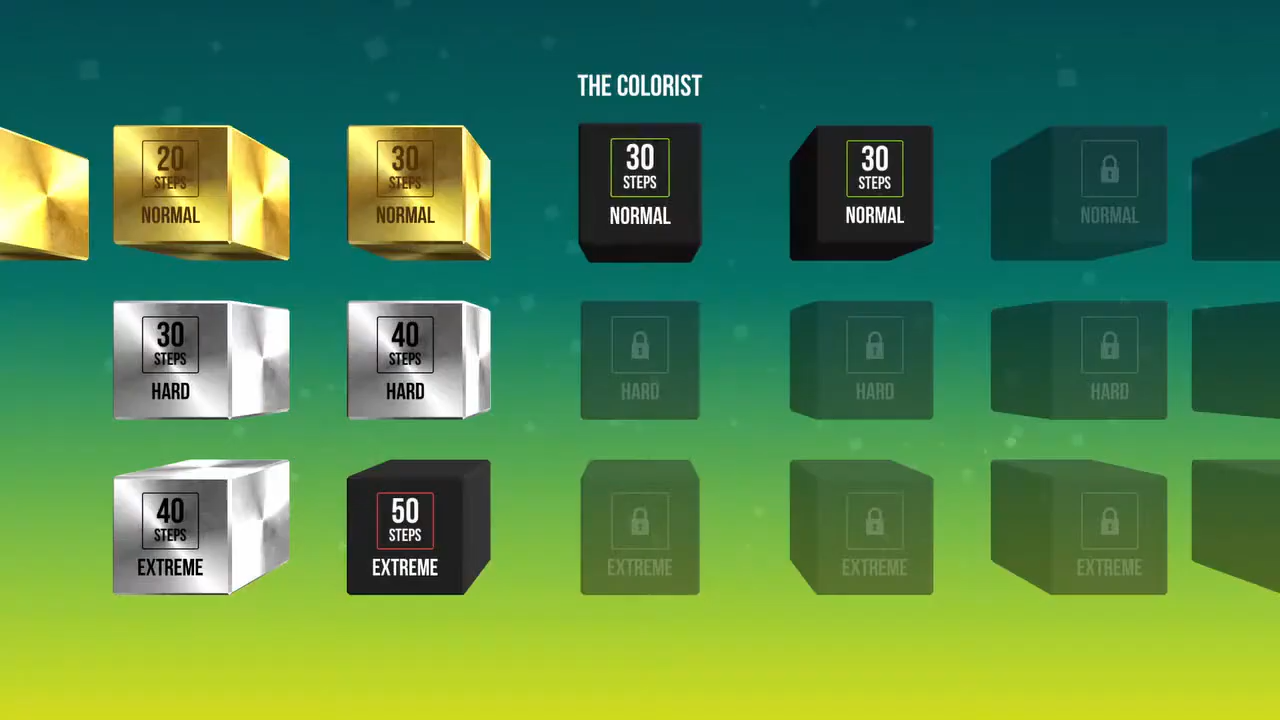 THE COLORIST
20
STEPS
NORMAL
30
STEPS
NORMAL
30
STEPS
NORMAL
30
STEPS
NORMAL
NORMAL
30
STEPS
HARD
40
STEPS
HARD
HARD
HARD
HARD
40
STEPS
EXTREME
50
STEPS
EXTREME
EXTREME
EXTREME
EXTREME